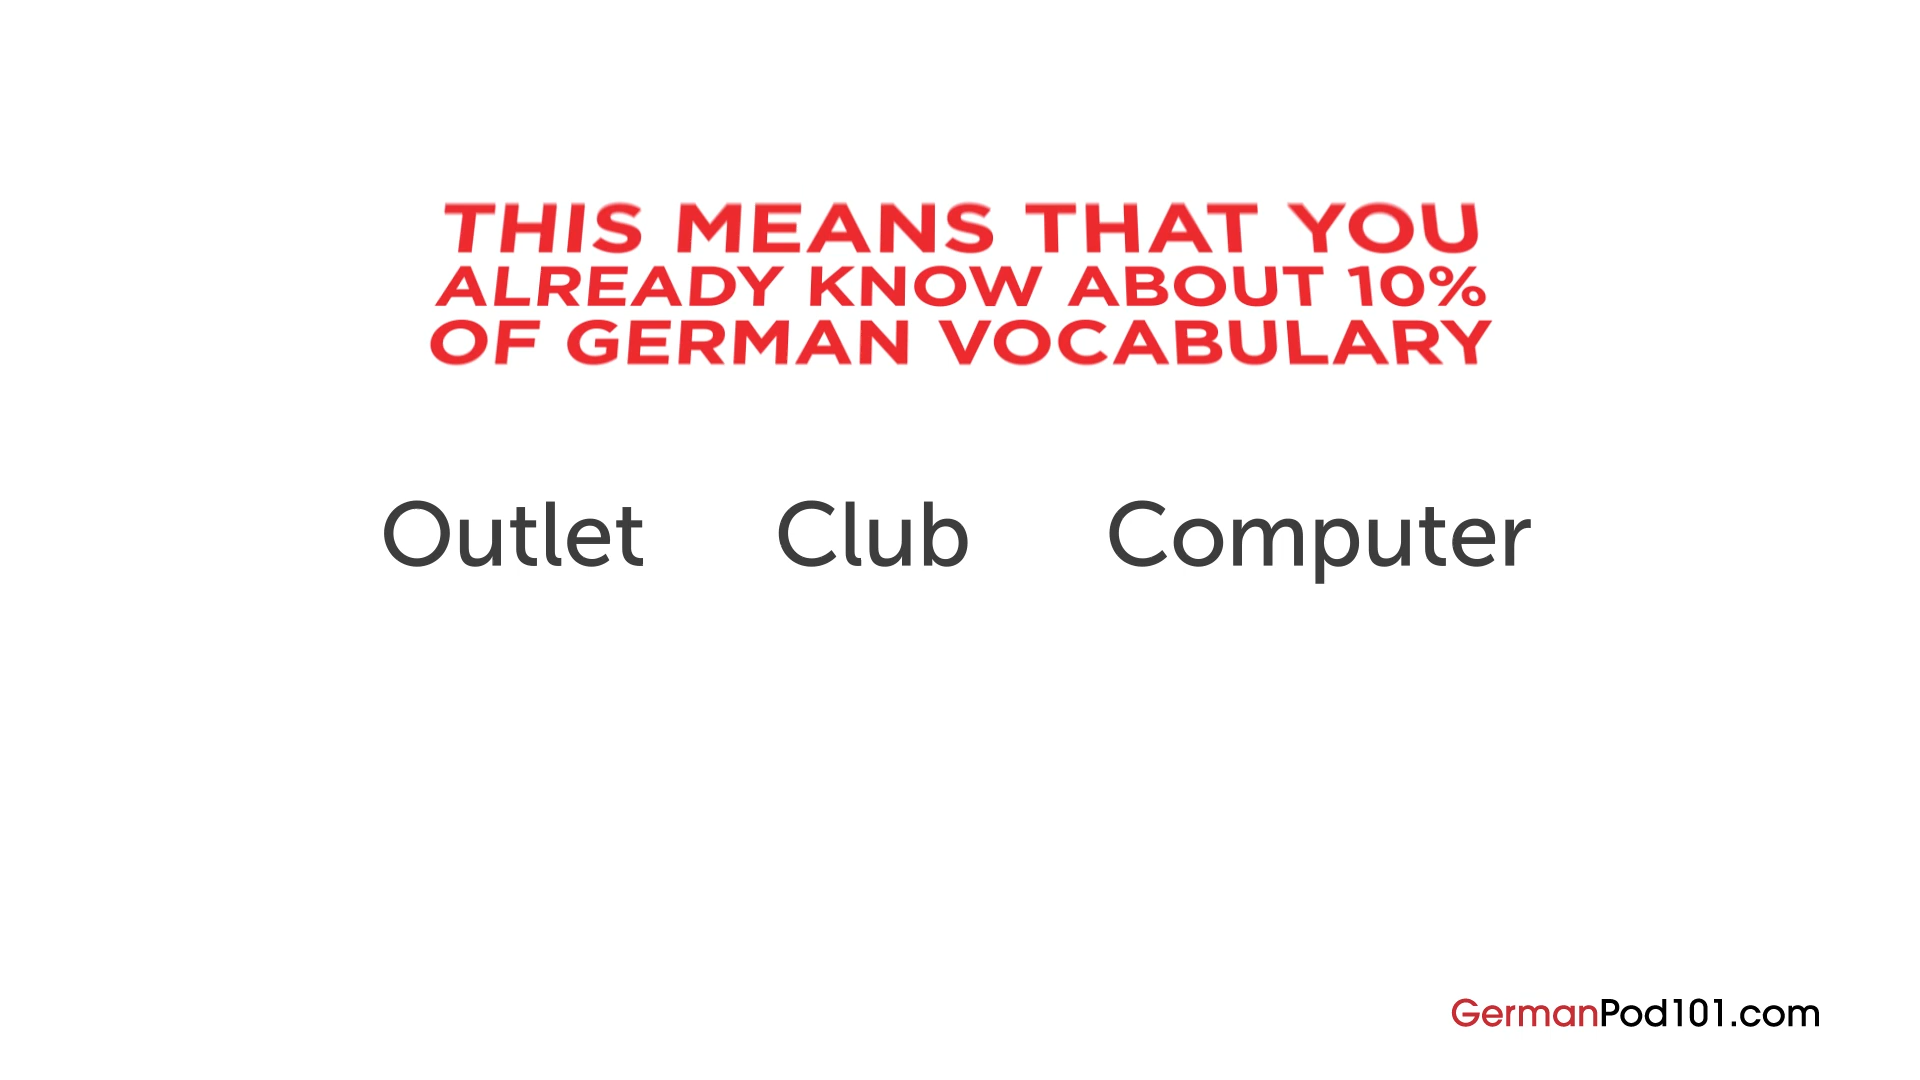 THIS MEANS THAT YOU
ALREADY KNOW ABOUT 10%
OF GERMAN VOCABULARY
Outlet Club Computer
GermanPod101.com